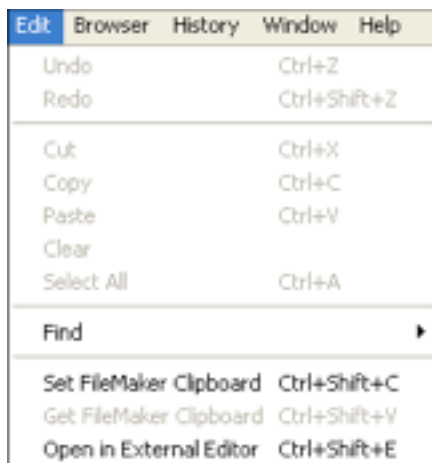 Edit Browser History Window Help
Undo Ctrl+Z
Redo Ctrl+Shift+Z
Cut Ctrl+X
Copy Ctrl+C
Paste Ctrl+V
Clear
Select All Ctrl+A
Find
Set FileMaker Clipboard Ctrl+Shift+C
Get FileMaker Clipboard Ctrl+Shift+V
Open in External Editor Ctrl+Shift+E